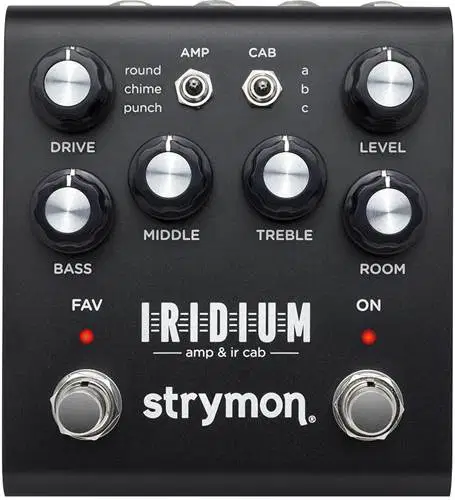 AMP CAB
round a
chime b
punch c
DRIVE LEVEL
MIDDLE TREBLE
BASS ROOM
FAV ON
IRIDIUM
amp & ir cab
strymon®